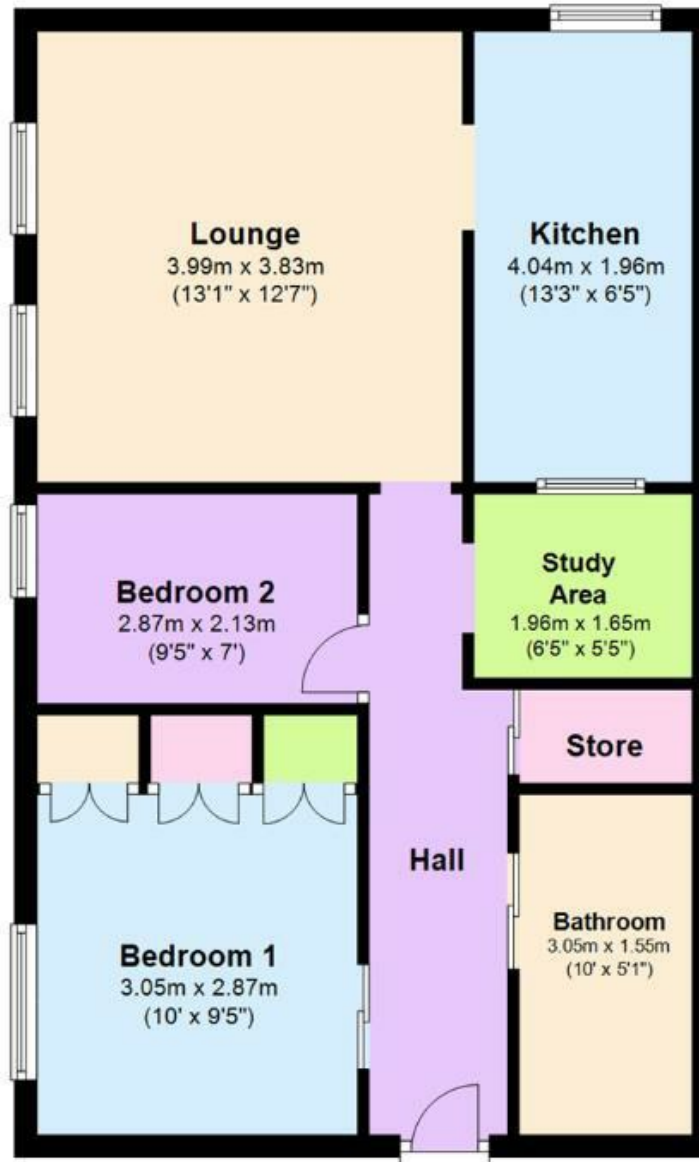 Lounge
3.99m x 3.83m
(13'1" x 12'7")
Kitchen
4.04m x 1.96m
(13'3" x 6'5")
Bedroom 2
2.87m x 2.13m
(9'5" x 7')
Study
Area
1.96m x 1.65m
(6'5" x 5'5")
Store
Hall
Bedroom 1
3.05m x 2.87m
(10' x 9'5")
Bathroom
3.05m x 1.55m
(10' x 5'1")